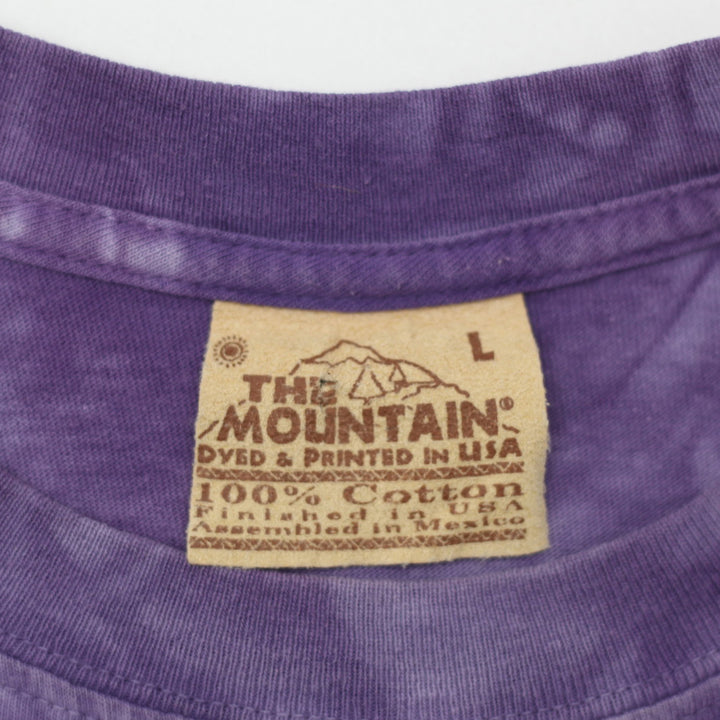 L
THE
MOUNTAIN®
DYED & PRINTED IN USA
100% Cotton
Finished in USA
Assembled in Mexico